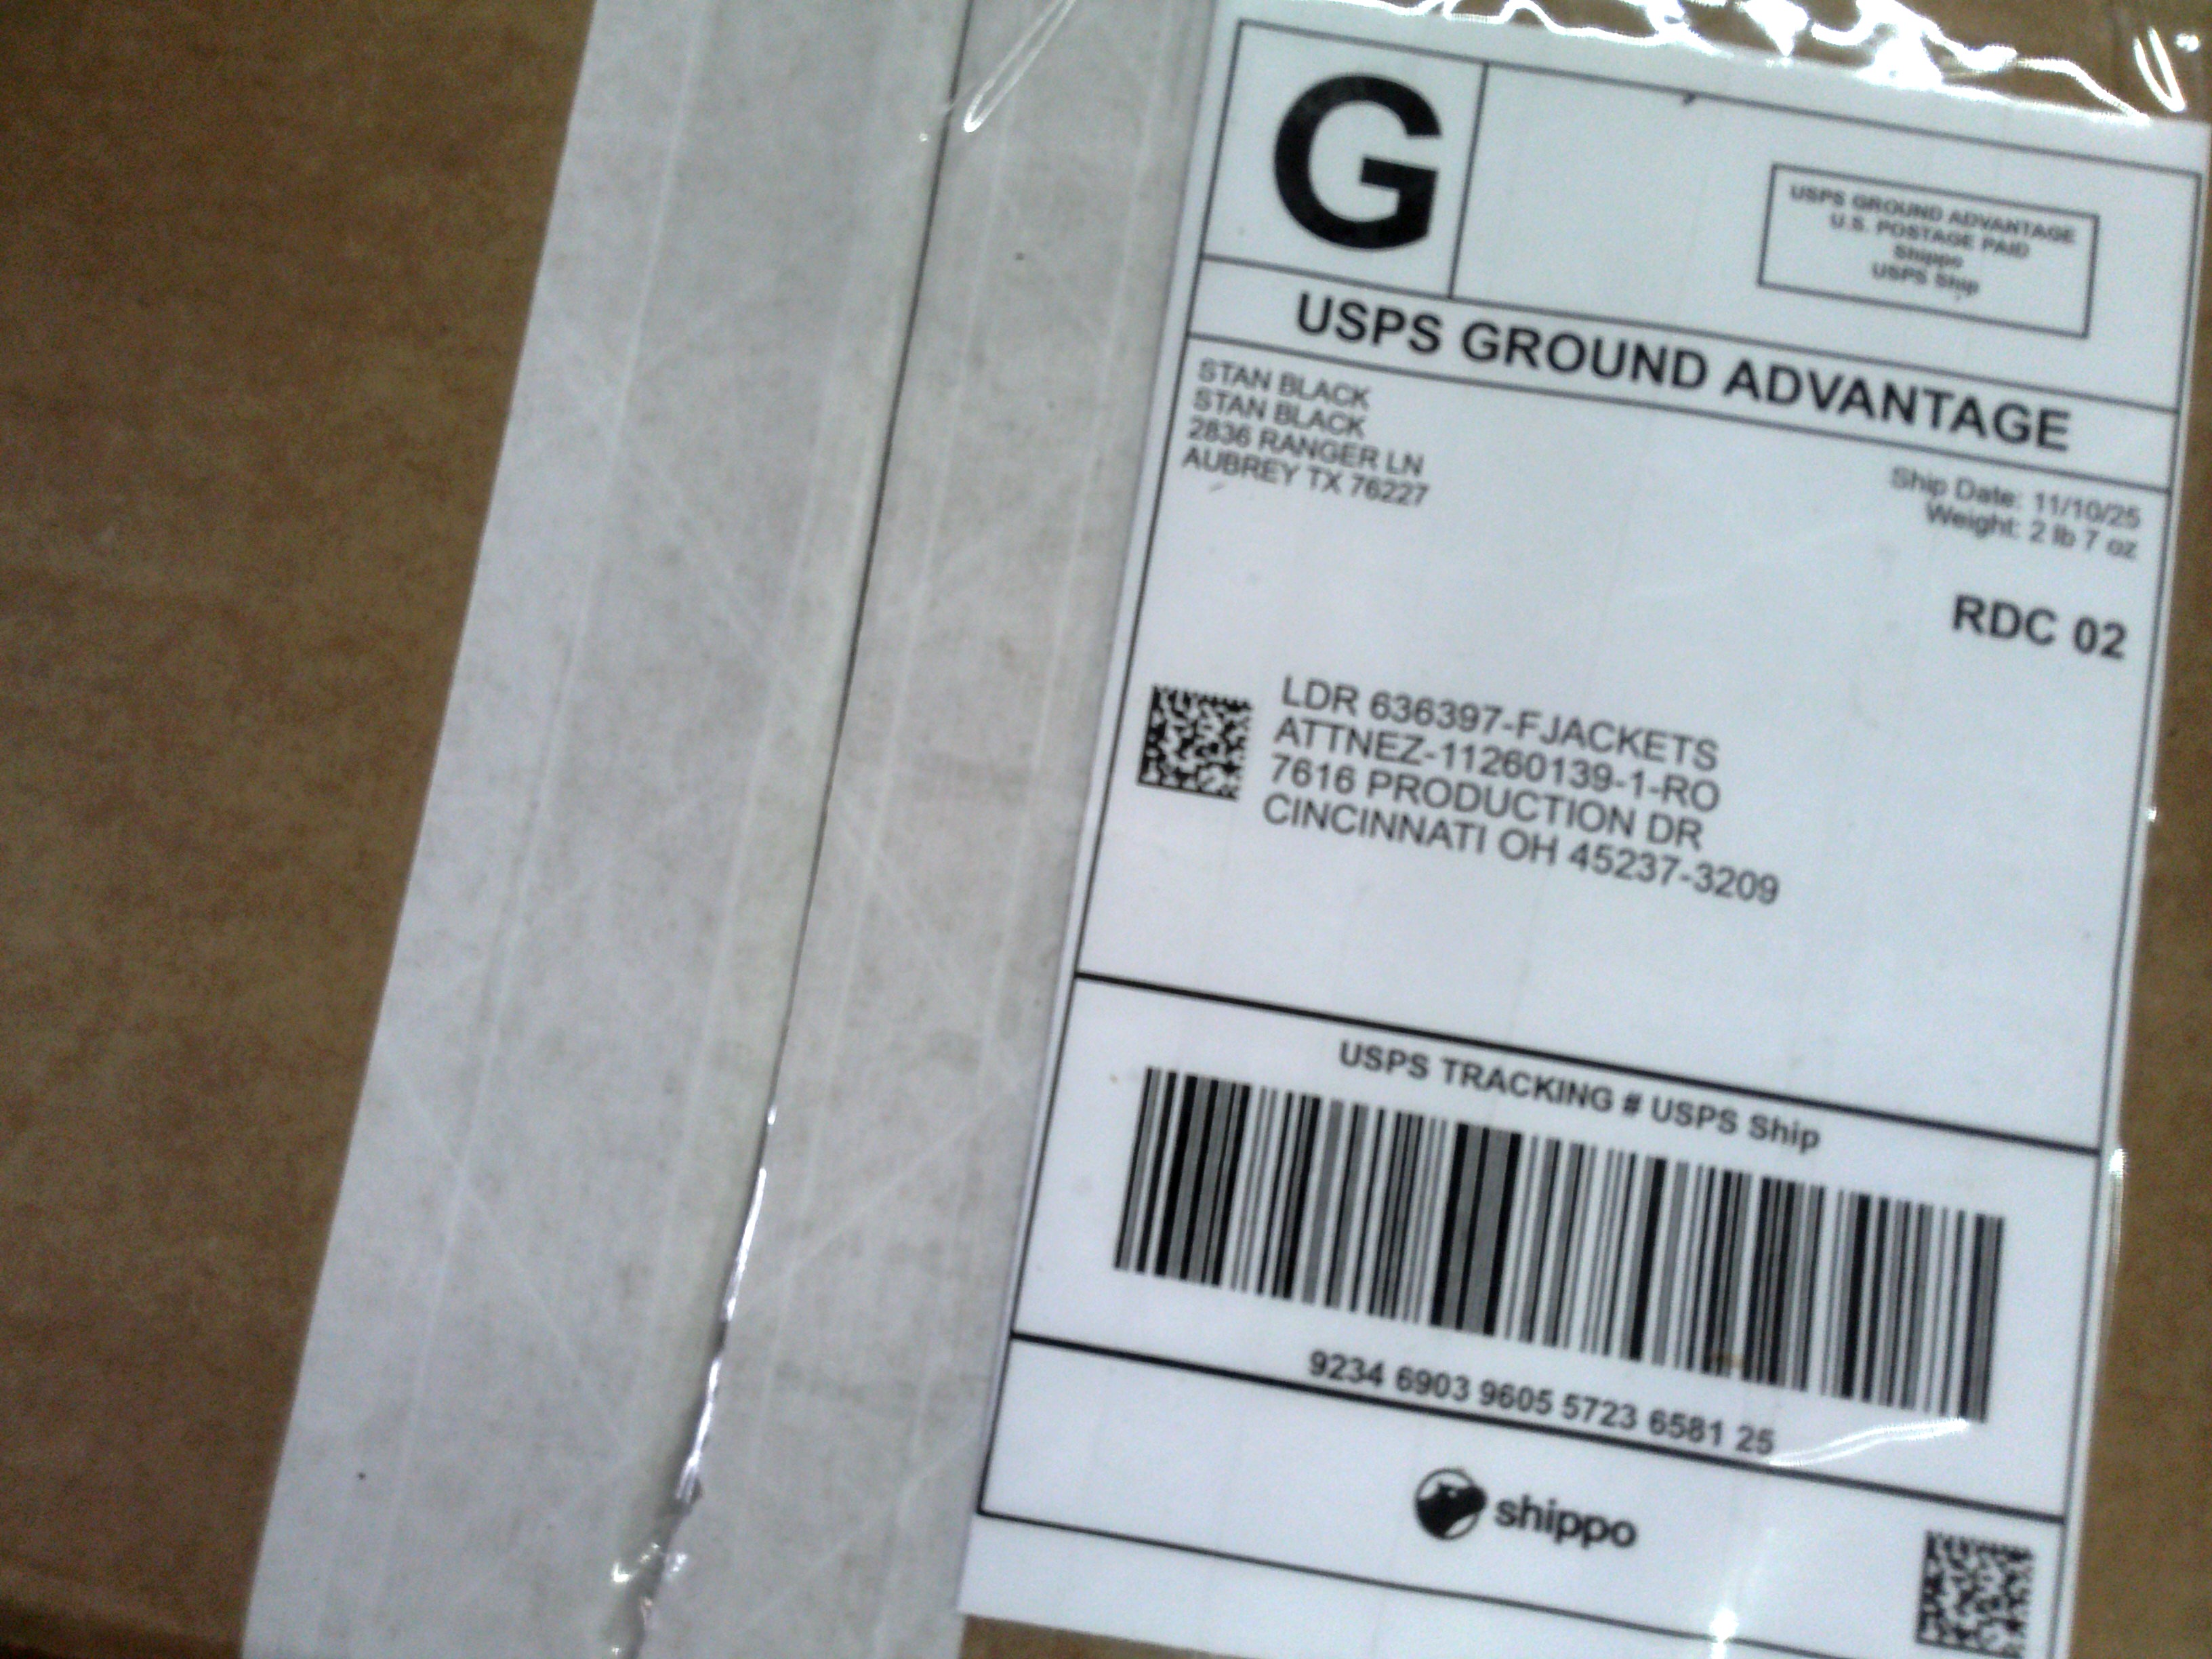 G
USPS GROUND ADVANTAGE
U.S. POSTAGE PAID
Shippo
USPS Ship
USPS GROUND ADVANTAGE
STAN BLACK
STAN BLACK
2836 RANGER LN
AUBREY TX 76227
Ship Date: 11/10/25
Weight: 2 lb 7 oz
RDC 02
LDR 636397-FJACKETS
ATTNEZ-11260139-1-RO
7616 PRODUCTION DR
CINCINNATI OH 45237-3209
USPS TRACKING # USPS Ship
9234 6903 9605 5723 6581 25
shippo